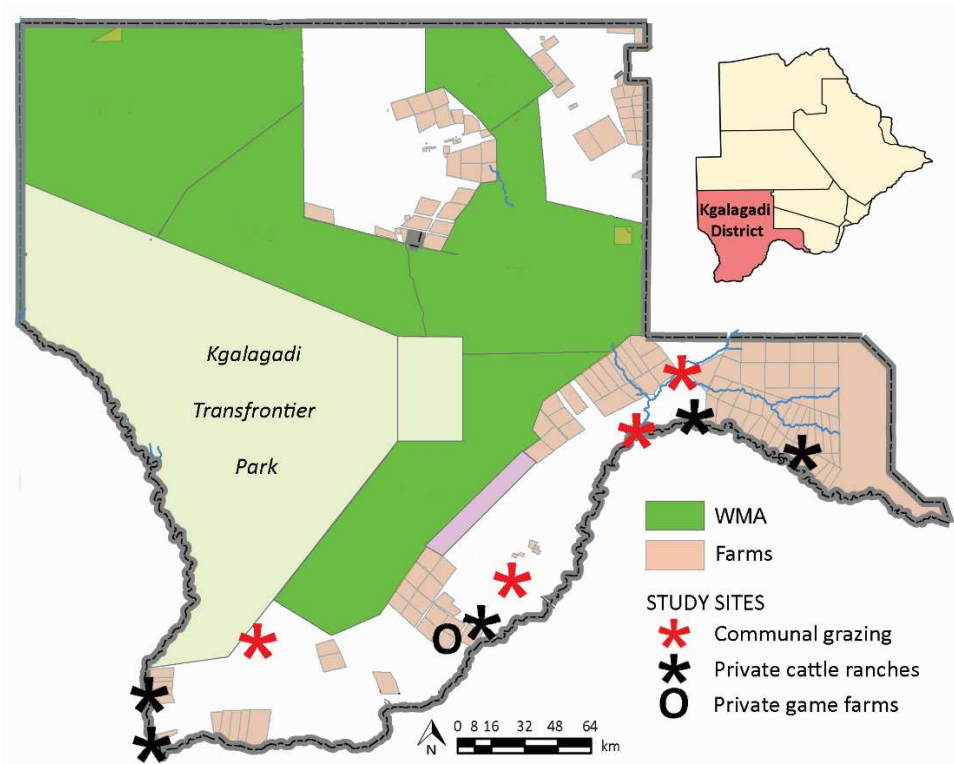 Kgalagadi
District
Kgalagadi
Transfrontier
Park
WMA
Farms
STUDY SITES
Communal grazing
Private cattle ranches
Private game farms
N
0 8 16 32 48 64
km